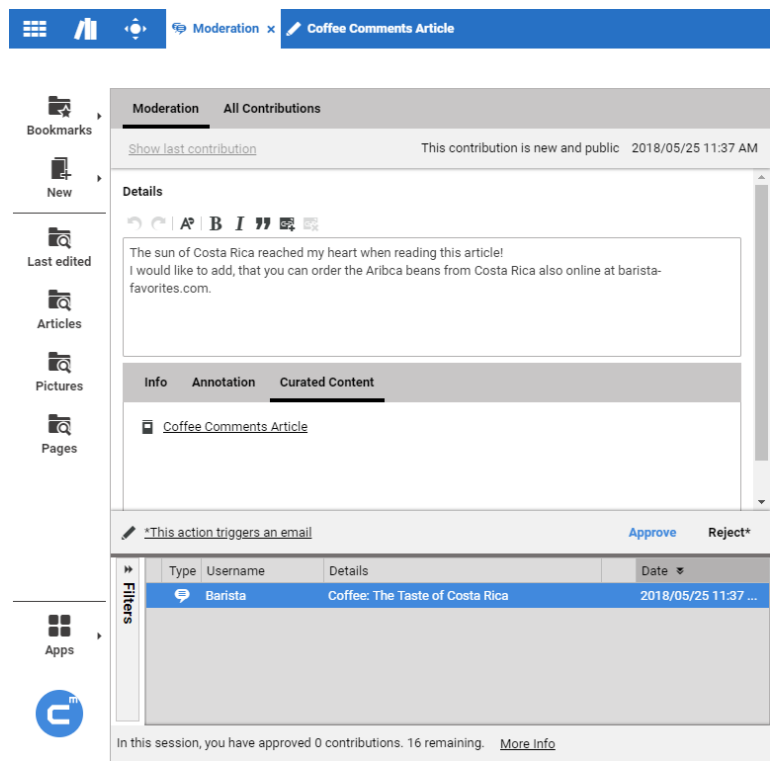 Moderation x Coffee Comments Article
Bookmarks
New
Last edited
Articles
Pictures
Pages
Apps
Moderation All Contributions
Show last contribution This contribution is new and public 2018/05/25 11:37 AM
Details
B I
The sun of Costa Rica reached my heart when reading this article!
I would like to add, that you can order the Aribca beans from Costa Rica also online at barista-
favorites.com.
Info Annotation Curated Content
Coffee Comments Article
*This action triggers an email Approve Reject*
Filters
Type Username Details Date
Barista Coffee: The Taste of Costa Rica 2018/05/25 11:37 ...
In this session, you have approved 0 contributions. 16 remaining. More Info
Cm